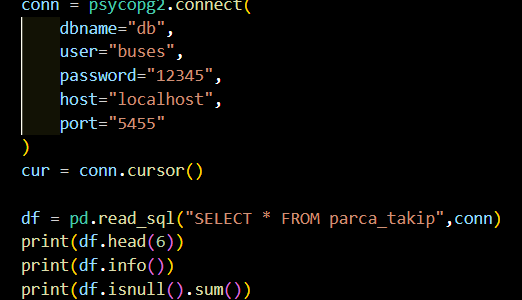 conn = psycopg2.connect(
    dbname="db",
    user="buses",
    password="12345",
    host="localhost",
    port="5455"
)
cur = conn.cursor()

df = pd.read_sql("SELECT * FROM parca_takip",conn)
print(df.head(6))
print(df.info())
print(df.isnull().sum())